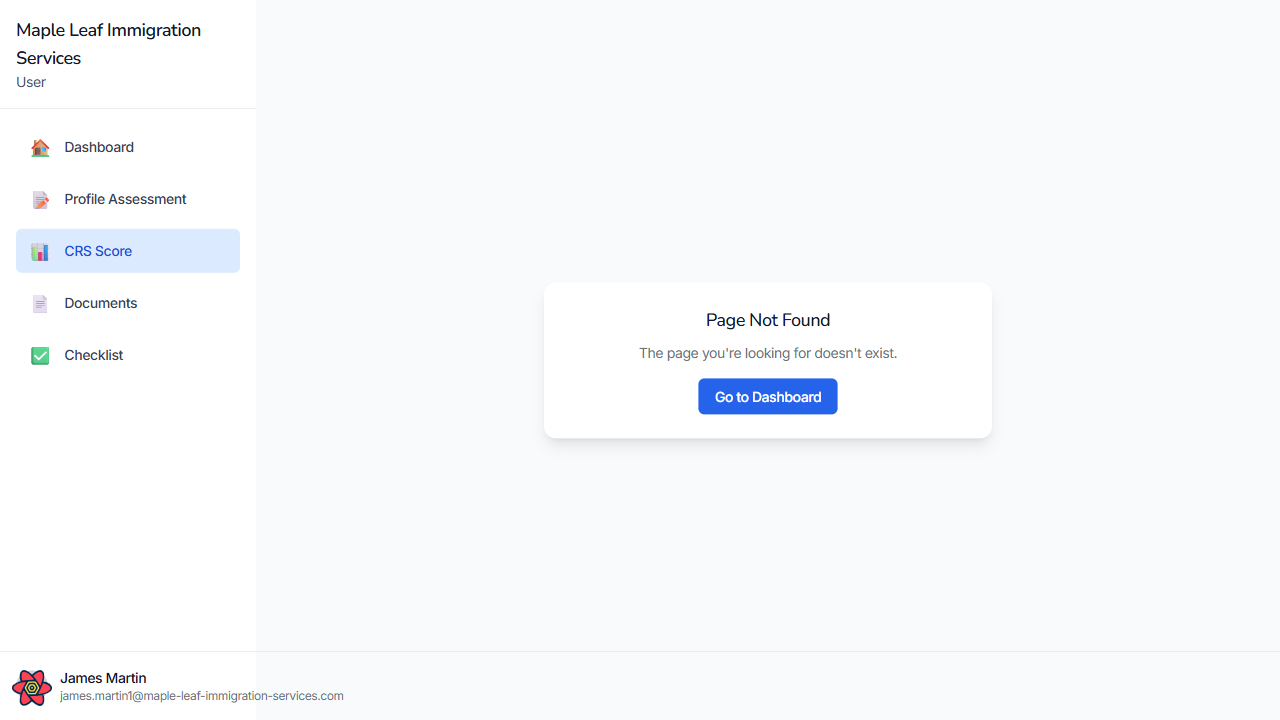 Maple Leaf Immigration
Services
User
Dashboard
Profile Assessment
CRS Score
Documents
Checklist
Page Not Found
The page you're looking for doesn't exist.
Go to Dashboard
James Martin
james.martin1@maple-leaf-immigration-services.com